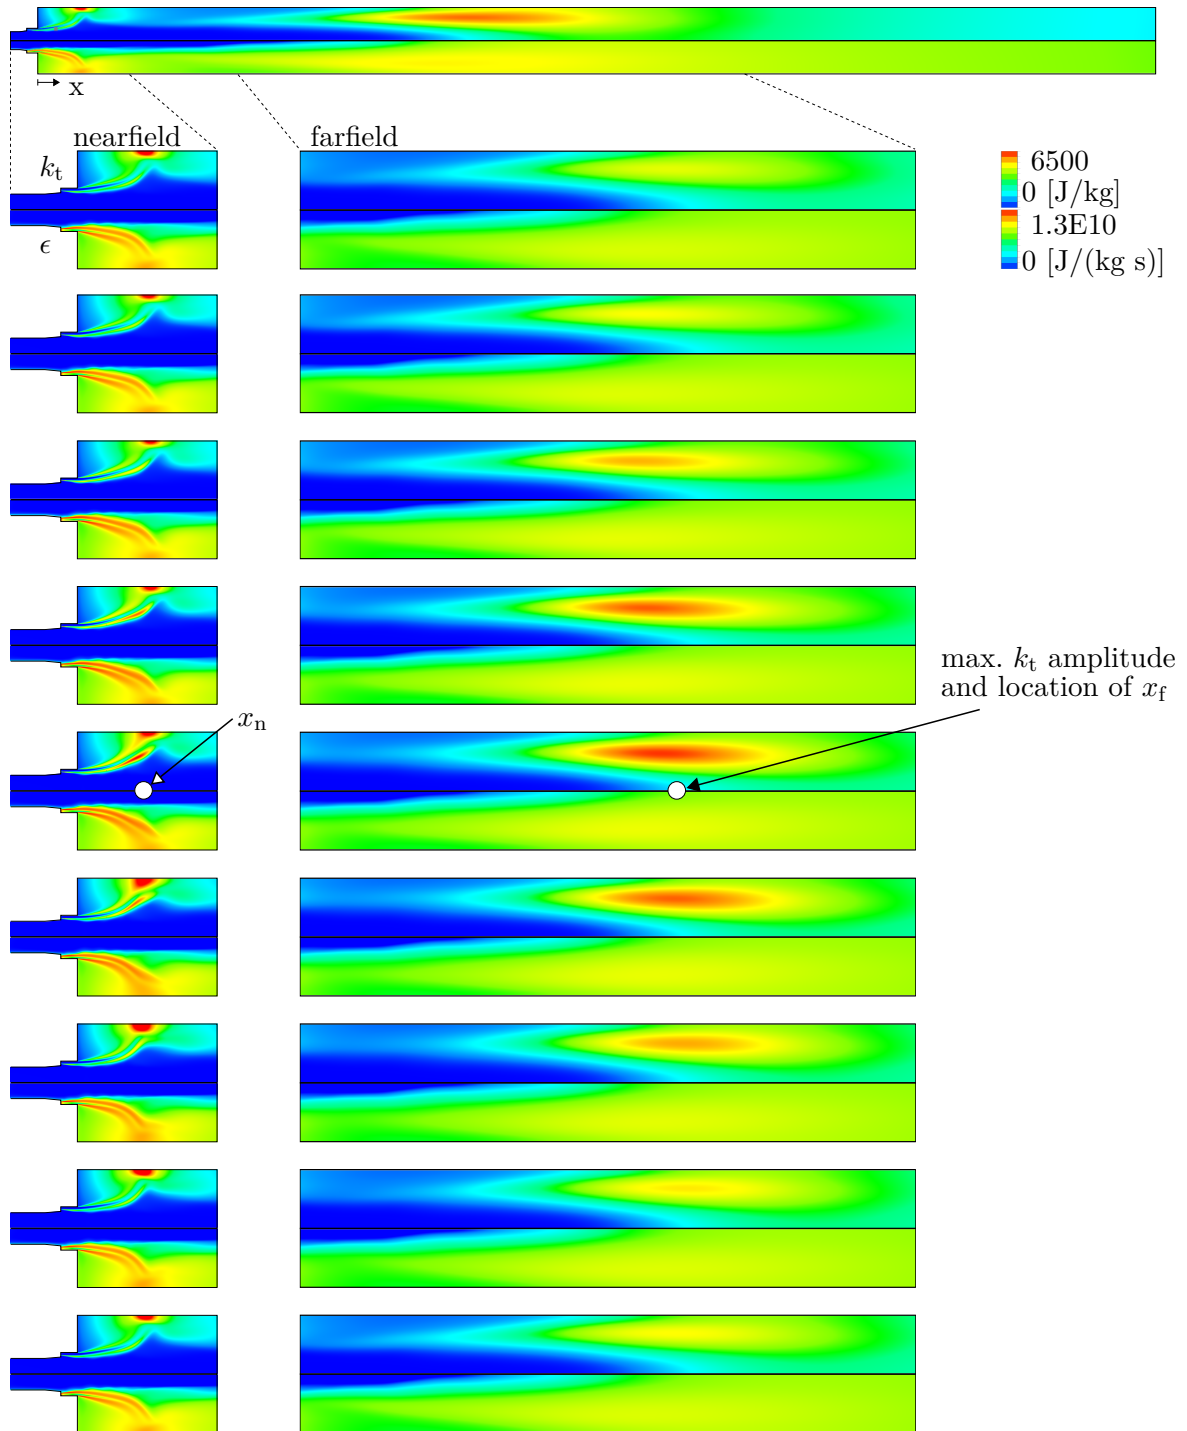 x
nearfield
farfield
k_t
ϵ
6500
0 [J/kg]
1.3E10
0 [J/(kg s)]
max. k_t amplitude
and location of x_f
x_n